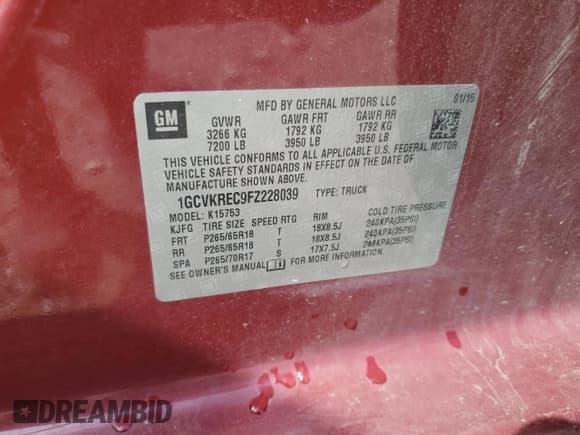 GM
MFD BY GENERAL MOTORS LLC 01/15
GVWR GAWR FRT GAWR RR
3266 KG 1792 KG 1792 KG
7200 LB 3950 LB 3950 LB
THIS VEHICLE CONFORMS TO ALL APPLICABLE U.S. FEDERAL MOTOR
VEHICLE SAFETY STANDARDS IN EFFECT ON THE DATE OF
MANUFACTURE SHOWN ABOVE.
1GCVKREC9FZ228039 TYPE: TRUCK
MODEL: K15753
KJFG TIRE SIZE SPEED RTG RIM COLD TIRE PRESSURE
FRT P265/65R18 T 18X8.5J 240KPA(35PSI)
RR P265/65R18 T 18X8.5J 240KPA(35PSI)
SPA P265/70R17 S 17X7.5J 240KPA(35PSI)
SEE OWNER'S MANUAL FOR MORE INFORMATION.
DREAMBID